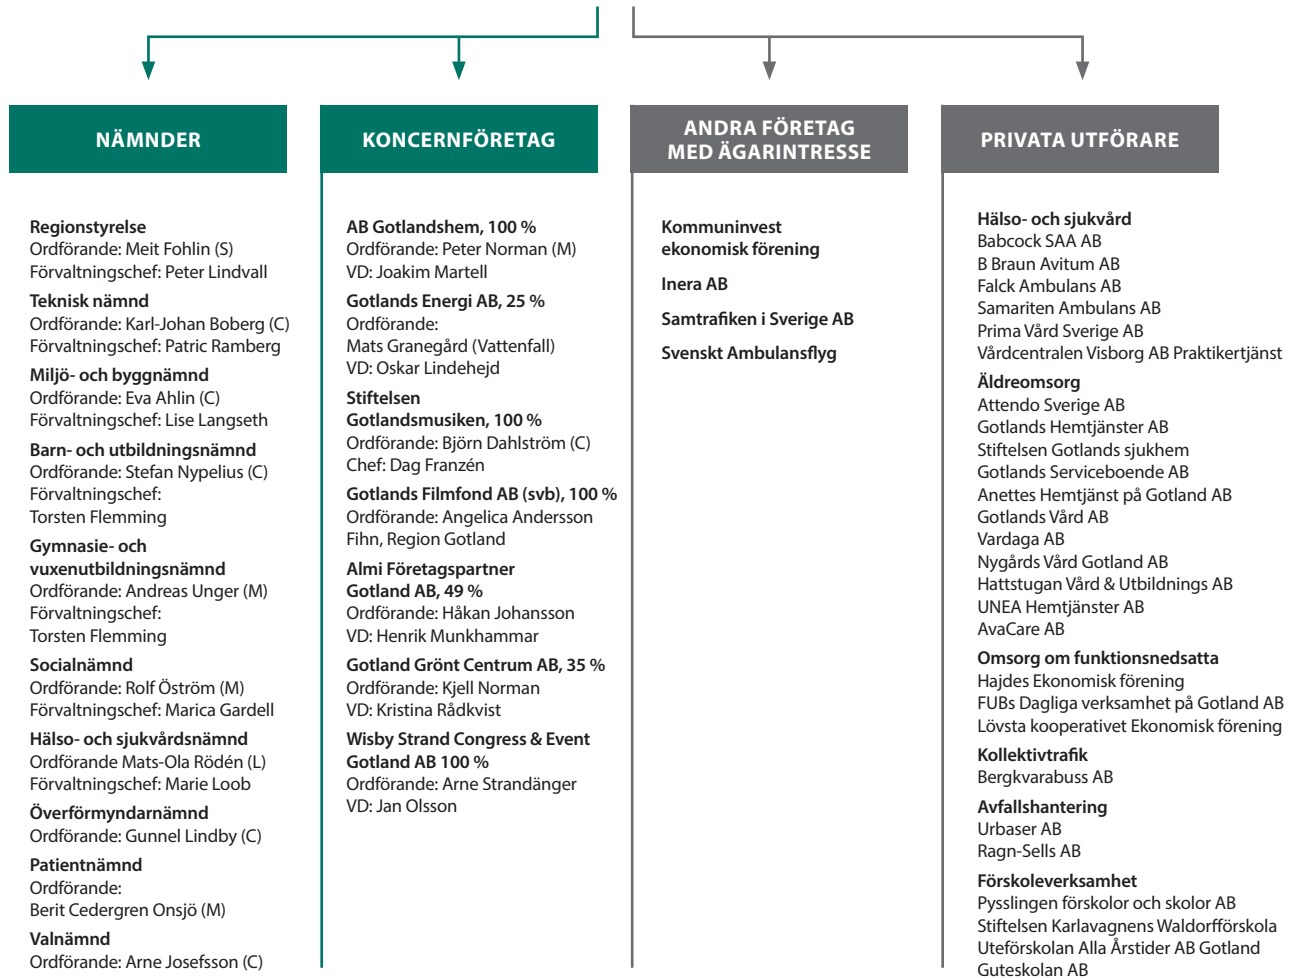 NÄMNDER
Regionstyrelse
Ordförande: Meit Fohlin (S)
Förvaltningschef: Peter Lindvall
Teknisk nämnd
Ordförande: Karl-Johan Boberg (C)
Förvaltningschef: Patric Ramberg
Miljö- och byggnämnd
Ordförande: Eva Ahlin (C)
Förvaltningschef: Lise Langseth
Barn- och utbildningsnämnd
Ordförande: Stefan Nypelius (C)
Förvaltningschef:
Torsten Flemming
Gymnasie- och
vuxenutbildningsnämnd
Ordförande: Andreas Unger (M)
Förvaltningschef:
Torsten Flemming
Socialnämnd
Ordförande: Rolf Öström (M)
Förvaltningschef: Marica Gardell
Hälso- och sjukvårdsnämnd
Ordförande Mats-Ola Rödén (L)
Förvaltningschef: Marie Loob
Överförmyndarnämnd
Ordförande: Gunnel Lindby (C)
Patientnämnd
Ordförande:
Berit Cedergren Onsjö (M)
Valnämnd
Ordförande: Arne Josefsson (C)
KONCERNFÖRETAG
AB Gotlandshem, 100 %
Ordförande: Peter Norman (M)
VD: Joakim Martell
Gotlands Energi AB, 25 %
Ordförande:
Mats Granegård (Vattenfall)
VD: Oskar Lindehejd
Stiftelsen
Gotlandsmusiken, 100 %
Ordförande: Björn Dahlström (C)
Chef: Dag Franzén
Gotlands Filmfond AB (svb), 100 %
Ordförande: Angelica Andersson
Fihn, Region Gotland
Almi Företagspartner
Gotland AB, 49 %
Ordförande: Håkan Johansson
VD: Henrik Munkhammar
Gotland Grönt Centrum AB, 35 %
Ordförande: Kjell Norman
VD: Kristina Rådkvist
Wisby Strand Congress & Event
Gotland AB 100 %
Ordförande: Arne Strandänger
VD: Jan Olsson
ANDRA FÖRETAG
MED ÄGARINTRESSE
Kommuninvest
ekonomisk förening
Inera AB
Samtrafiken i Sverige AB
Svenskt Ambulansflyg
PRIVATA UTFÖRARE
Hälso- och sjukvård
Babcock SAA AB
B Braun Avitum AB
Falck Ambulans AB
Samariten Ambulans AB
Prima Vård Sverige AB
Vårdcentralen Visborg AB Praktikertjänst
Äldreomsorg
Attendo Sverige AB
Gotlands Hemtjänster AB
Stiftelsen Gotlands sjukhem
Gotlands Serviceboende AB
Anettes Hemtjänst på Gotland AB
Gotlands Vård AB
Vardaga AB
Nygårds Vård Gotland AB
Hattstugan Vård & Utbildnings AB
UNEA Hemtjänster AB
AvaCare AB
Omsorg om funktionsnedsatta
Hajdes Ekonomisk förening
FUBs Dagliga verksamhet på Gotland AB
Lövsta kooperativet Ekonomisk förening
Kollektivtrafik
Bergkvarabuss AB
Avfallshantering
Urbaser AB
Ragn-Sells AB
Förskoleverksamhet
Pysslingen förskolor och skolor AB
Stiftelsen Karlavagnens Waldorfförskola
Uteförskolan Alla Årstider AB Gotland
Guteskolan AB